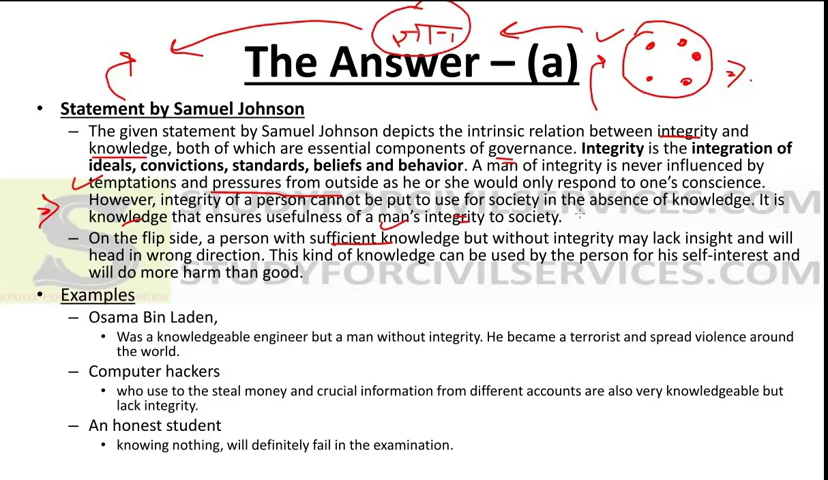 The Answer – (a)
• Statement by Samuel Johnson
– The given statement by Samuel Johnson depicts the intrinsic relation between integrity and
knowledge, both of which are essential components of governance. Integrity is the integration of
ideals, convictions, standards, beliefs and behavior. A man of integrity is never influenced by
temptations and pressures from outside as he or she would only respond to one's conscience.
However, integrity of a person cannot be put to use for society in the absence of knowledge. It is
knowledge that ensures usefulness of a man's integrity to society.
STUDYFORCIVILSERVICES.COM
– On the flip side, a person with sufficient knowledge but without integrity may lack insight and will
head in wrong direction. This kind of knowledge can be used by the person for his self-interest and
will do more harm than good.
STUDYFORCIVILSERVICES.COM
• Examples
– Osama Bin Laden,
• Was a knowledgeable engineer but a man without integrity. He became a terrorist and spread violence around
the world.
– Computer hackers
• who use to the steal money and crucial information from different accounts are also very knowledgeable but
lack integrity.
– An honest student
• knowing nothing, will definitely fail in the examination.